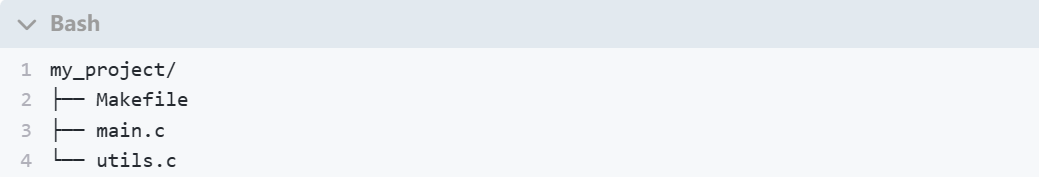 Bash
1 my_project/
2 ├── Makefile
3 ├── main.c
4 └── utils.c